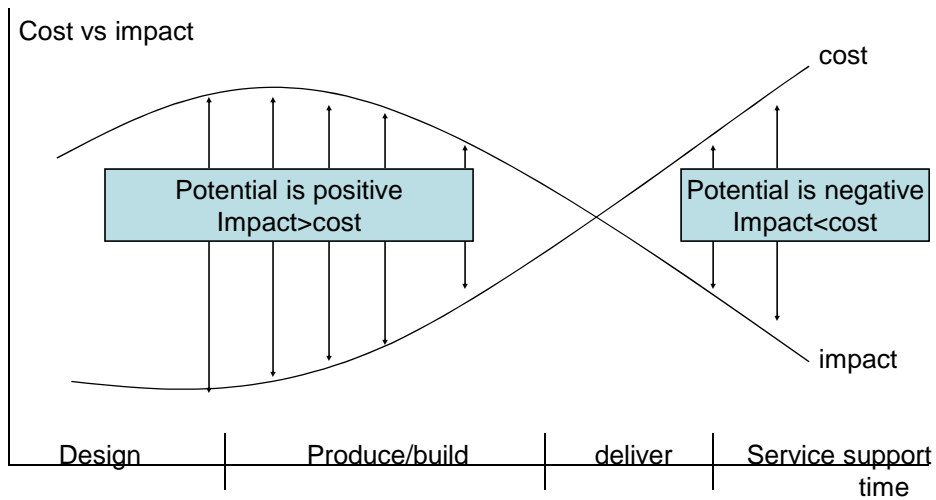 Cost vs impact
cost
Potential is positive
Impact>cost
Potential is negative
Impact<cost
impact
Design
Produce/build
deliver
Service support
time